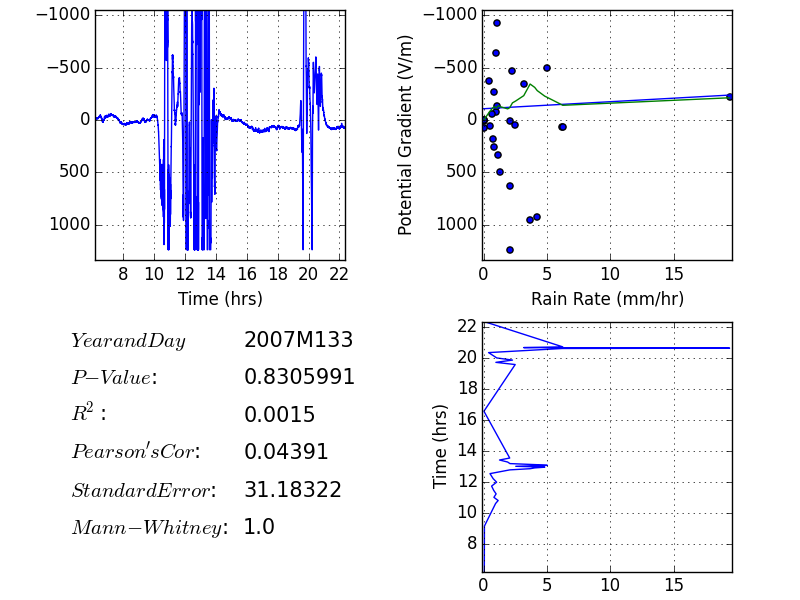 −1000
−500
0
500
1000
8 10 12 14 16 18 20 22
Time (hrs)
Potential Gradient (V/m)
−1000
−500
0
500
1000
0 5 10 15
Rain Rate (mm/hr)
YearandDay 2007M133
P−Value: 0.8305991
R²: 0.0015
Pearson'sCor: 0.04391
StandardError: 31.18322
Mann−Whitney: 1.0
Time (hrs)
22
20
18
16
14
12
10
8
0 5 10 15